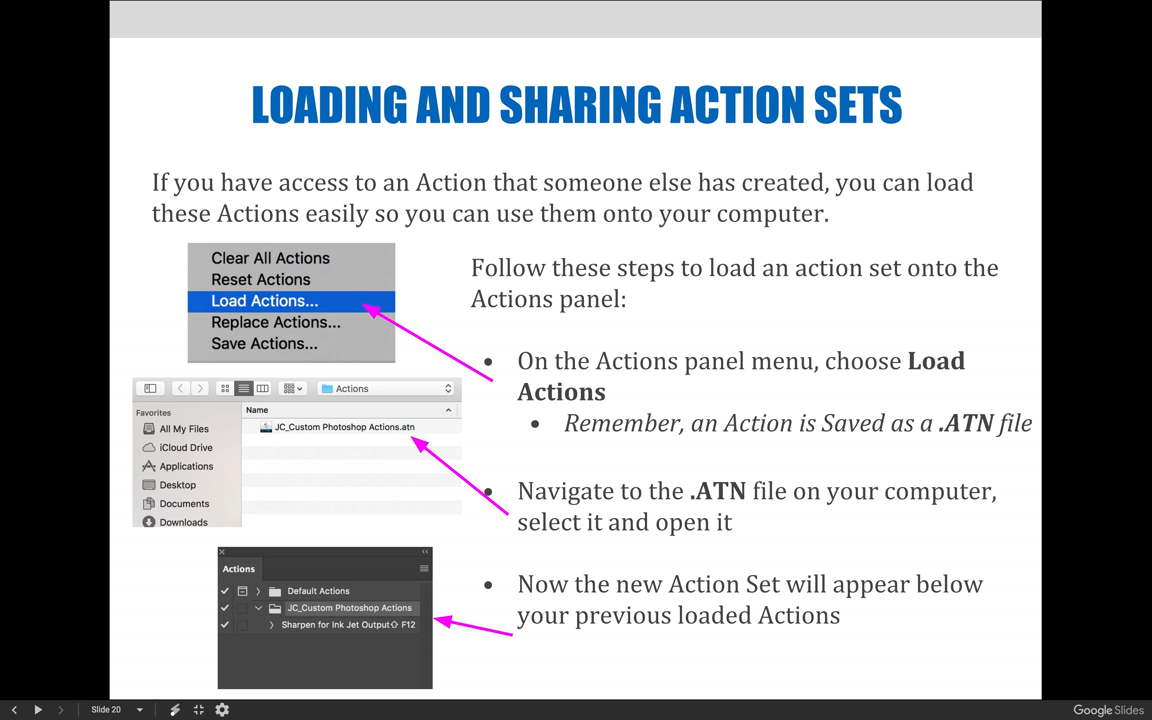 LOADING AND SHARING ACTION SETS
If you have access to an Action that someone else has created, you can load
these Actions easily so you can use them onto your computer.
Clear All Actions
Reset Actions
Load Actions...
Replace Actions...
Save Actions...
Follow these steps to load an action set onto the
Actions panel:
• On the Actions panel menu, choose Load
Actions
• Remember, an Action is Saved as a .ATN file
Actions
Favorites
Name
All My Files
JC_Custom Photoshop Actions.atn
iCloud Drive
Applications
Desktop
Documents
Downloads
• Navigate to the .ATN file on your computer,
select it and open it
Actions
Default Actions
JC_Custom Photoshop Actions
Sharpen for Ink Jet Output⇧ F12
• Now the new Action Set will appear below
your previous loaded Actions
Slide 20
Google Slides